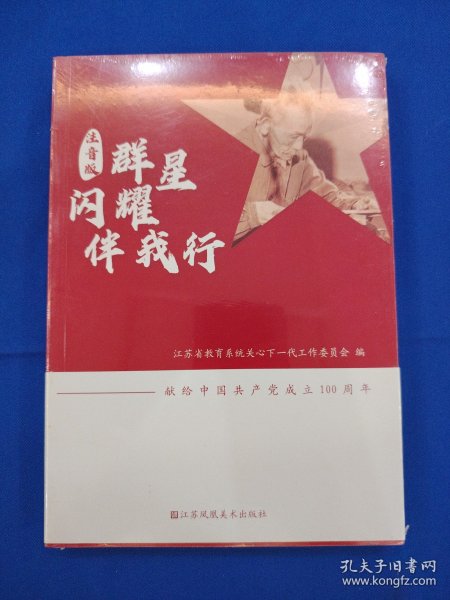 注音版
群星
闪耀
伴我行
江苏省教育系统关心下一代工作委员会 编
献给中国共产党成立100周年
江苏凤凰美术出版社
孔夫子旧书网
www.kongfz.com